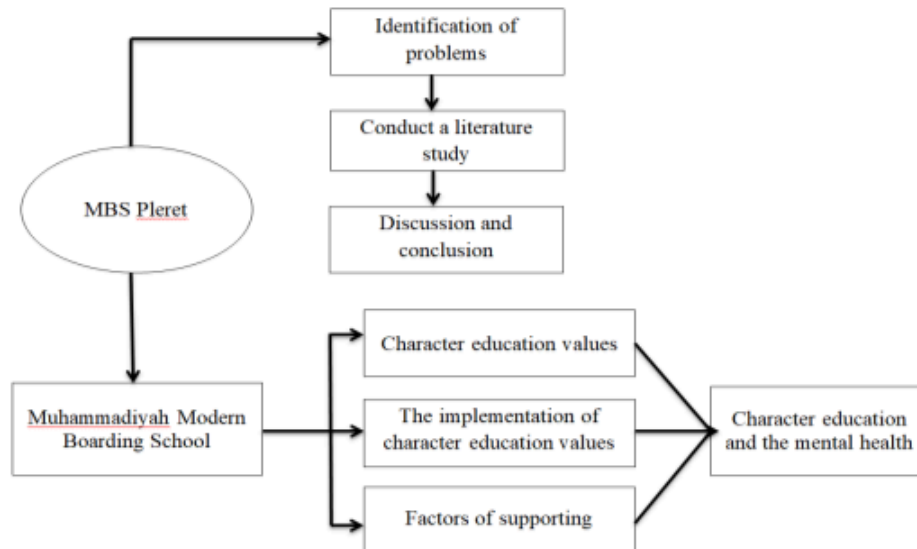 Identification of
problems
Conduct a literature
study
MBS Pleret
Discussion and
conclusion
Character education values
Muhammadiyah Modern
Boarding School
The implementation of
character education values
Character education
and the mental health
Factors of supporting